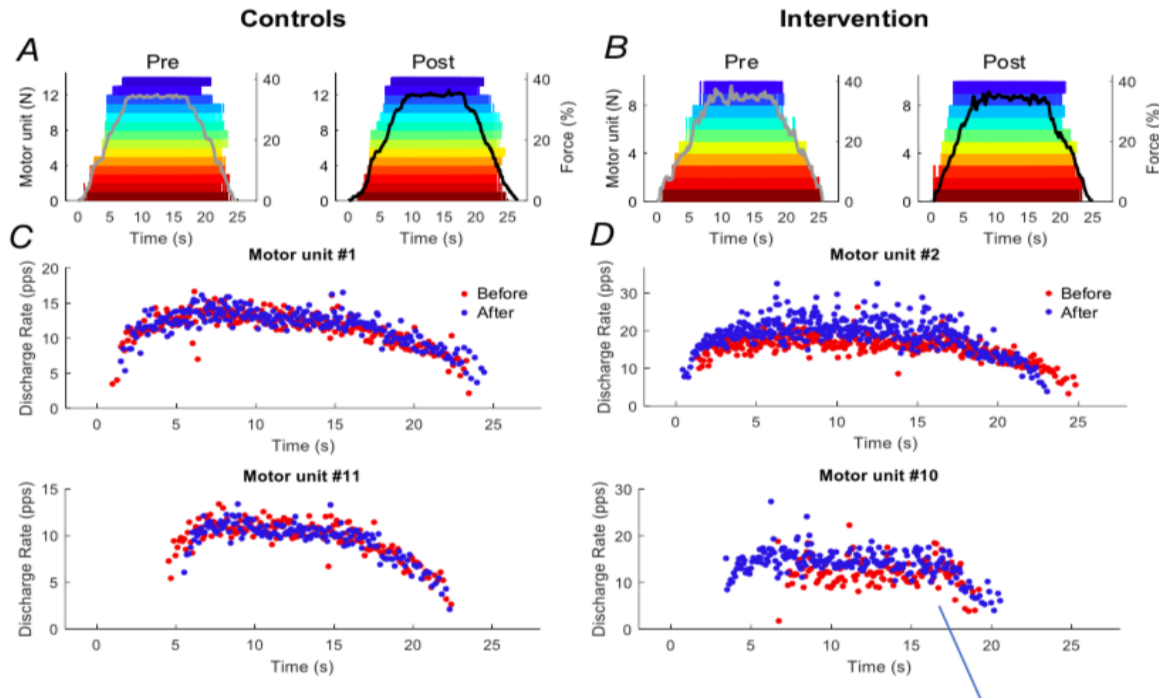 Controls
Intervention
A
Pre
Post
B
Pre
Post
Motor unit (N)
12
8
4
0
40
20
0
0 5 10 15 20 25
Time (s)
12
8
4
0
40
20
0
Force (%)
0 5 10 15 20 25
Time (s)
Motor unit (N)
8
4
0
40
20
0
0 5 10 15 20 25
Time (s)
8
4
0
40
20
0
Force (%)
0 5 10 15 20 25
Time (s)
C
Motor unit #1
Discharge Rate (pps)
20
15
10
5
0
Before
After
0 5 10 15 20 25
Time (s)
D
Motor unit #2
Discharge Rate (pps)
30
20
10
0
Before
After
0 5 10 15 20 25
Time (s)
Motor unit #11
Discharge Rate (pps)
15
10
5
0
0 5 10 15 20 25
Time (s)
Motor unit #10
Discharge Rate (pps)
30
20
10
0
0 5 10 15 20 25
Time (s)